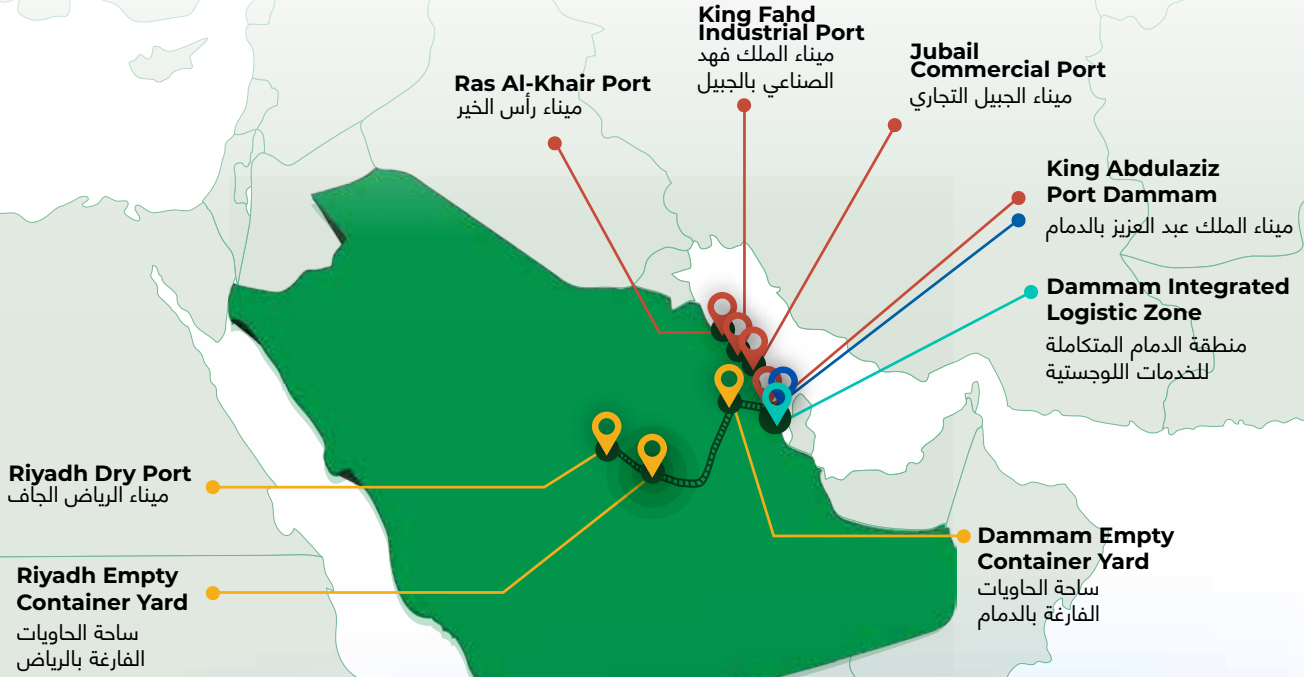 King Fahd
Industrial Port
ميناء الملك فهد
الصناعي بالجبيل
Jubail
Commercial Port
ميناء الجبيل التجاري
Ras Al-Khair Port
ميناء رأس الخير
King Abdulaziz
Port Dammam
ميناء الملك عبد العزيز بالدمام
Dammam Integrated
Logistic Zone
منطقة الدمام المتكاملة
للخدمات اللوجستية
Riyadh Dry Port
ميناء الرياض الجاف
Dammam Empty
Container Yard
ساحة الحاويات
الفارغة بالدمام
Riyadh Empty
Container Yard
ساحة الحاويات
الفارغة بالرياض